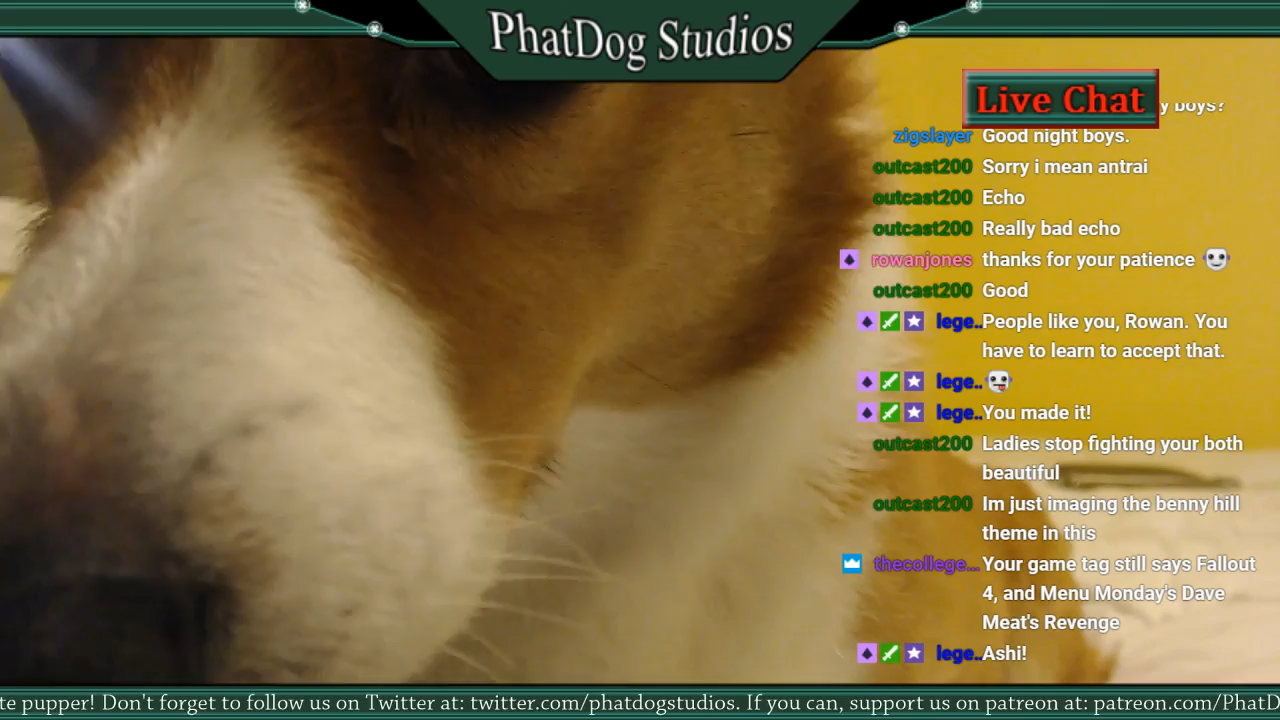 PhatDog Studios
Live Chat
y boys?
zigslayer Good night boys.
outcast200 Sorry i mean antrai
outcast200 Echo
outcast200 Really bad echo
rowanjones thanks for your patience
outcast200 Good
lege.. People like you, Rowan. You
have to learn to accept that.
lege..
lege.. You made it!
outcast200 Ladies stop fighting your both
beautiful
outcast200 Im just imaging the benny hill
theme in this
thecollege... Your game tag still says Fallout
4, and Menu Monday's Dave
Meat's Revenge
lege.. Ashi!
te pupper! Don't forget to follow us on Twitter at: twitter.com/phatdogstudios. If you can, support us on patreon at: patreon.com/PhatD